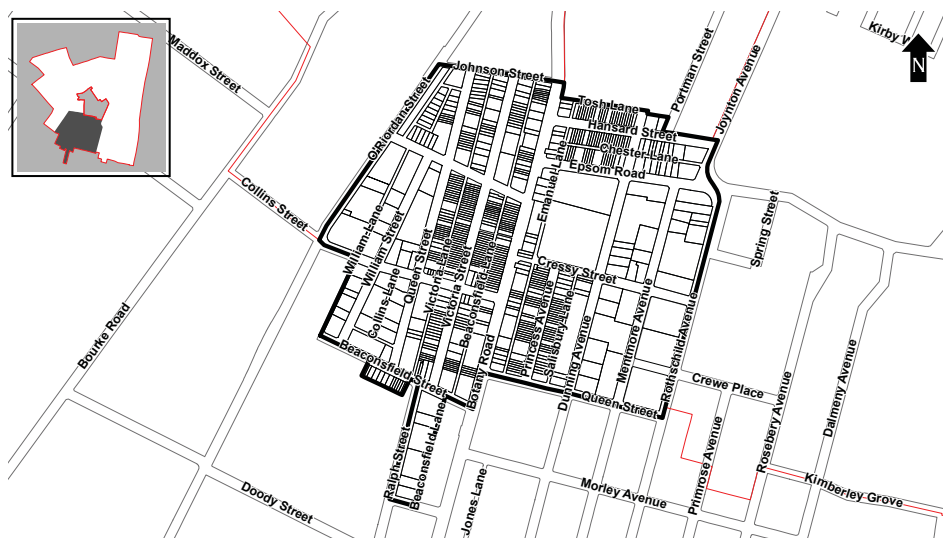 Kirby W
N
Maddox Street
Portman Street
Joynton Avenue
Johnson Street
Tosh Lane
Hansard Street
O'Riordan Street
Chester Lane
Epsom Road
Emanuel Lane
Collins Street
William Lane
William Street
Spring Street
Queen Street
Victoria Lane
Victoria Street
Beaconsfield Lane
Cressy Street
Collins Lane
Princess Avenue
Salisbury Lane
Dunning Avenue
Mentmore Avenue
Rothschild Avenue
Bourke Road
Beaconsfield Street
Botany Road
Queen Street
Crewe Place
Rosebery Avenue
Dalmeny Avenue
Primrose Avenue
Ralph Street
Beaconsfield Lane
Jones Lane
Morley Avenue
Kimberley Grove
Doody Street